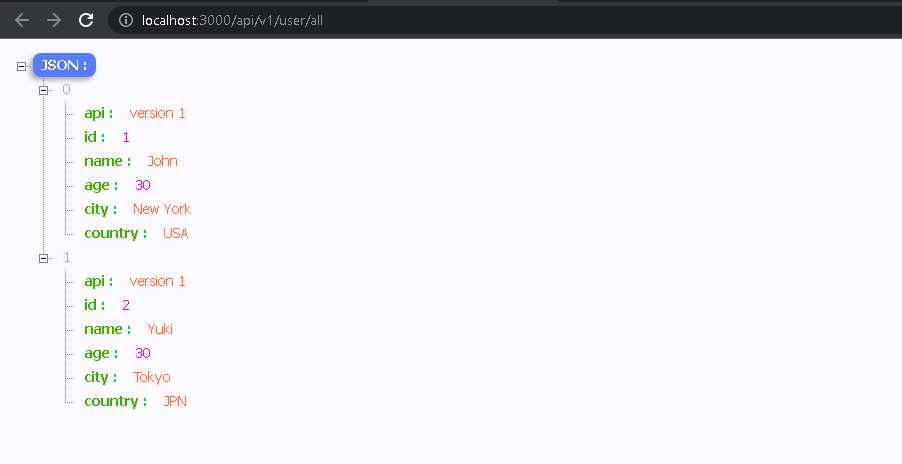 localhost:3000/api/v1/user/all
JSON :
0
api : version 1
id : 1
name : John
age : 30
city : New York
country : USA
1
api : version 1
id : 2
name : Yuki
age : 30
city : Tokyo
country : JPN